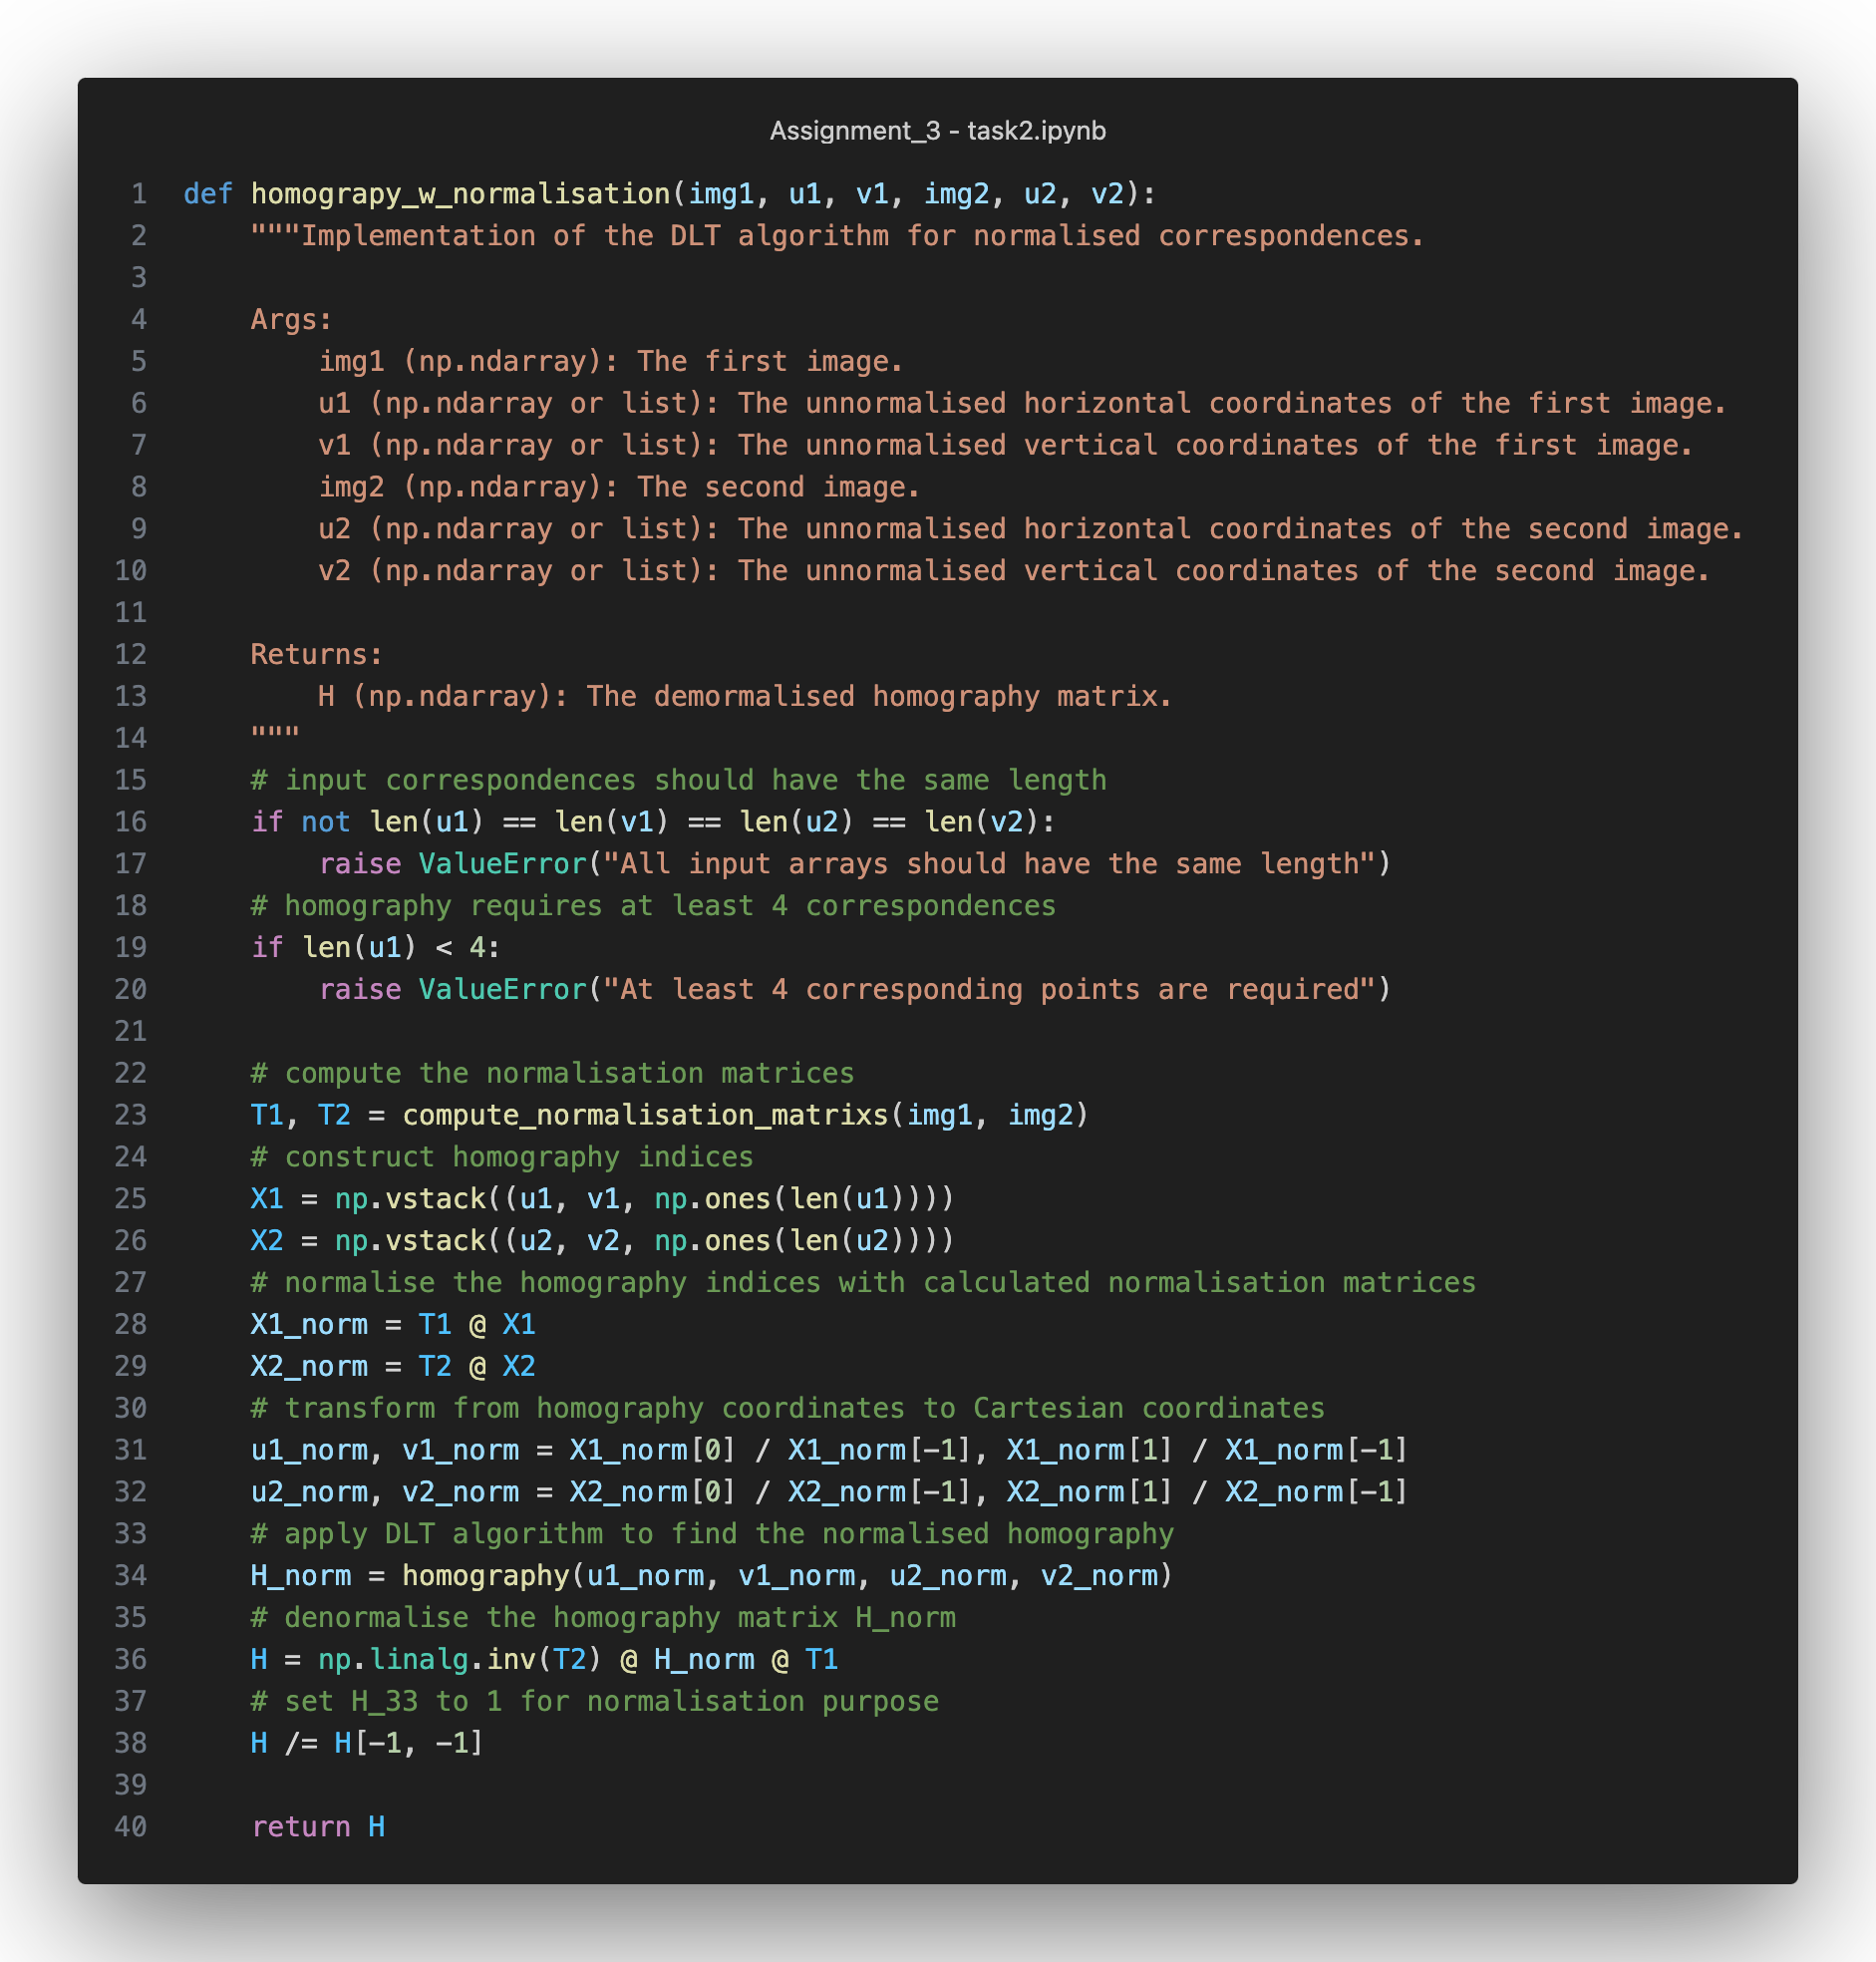 Assignment_3 - task2.ipynb
1 def homograpy_w_normalisation(img1, u1, v1, img2, u2, v2):
2     """Implementation of the DLT algorithm for normalised correspondences.
3
4     Args:
5         img1 (np.ndarray): The first image.
6         u1 (np.ndarray or list): The unnormalised horizontal coordinates of the first image.
7         v1 (np.ndarray or list): The unnormalised vertical coordinates of the first image.
8         img2 (np.ndarray): The second image.
9         u2 (np.ndarray or list): The unnormalised horizontal coordinates of the second image.
10         v2 (np.ndarray or list): The unnormalised vertical coordinates of the second image.
11
12     Returns:
13         H (np.ndarray): The demormalised homography matrix.
14     """
15     # input correspondences should have the same length
16     if not len(u1) == len(v1) == len(u2) == len(v2):
17         raise ValueError("All input arrays should have the same length")
18     # homography requires at least 4 correspondences
19     if len(u1) < 4:
20         raise ValueError("At least 4 corresponding points are required")
21
22     # compute the normalisation matrices
23     T1, T2 = compute_normalisation_matrixs(img1, img2)
24     # construct homography indices
25     X1 = np.vstack((u1, v1, np.ones(len(u1))))
26     X2 = np.vstack((u2, v2, np.ones(len(u2))))
27     # normalise the homography indices with calculated normalisation matrices
28     X1_norm = T1 @ X1
29     X2_norm = T2 @ X2
30     # transform from homography coordinates to Cartesian coordinates
31     u1_norm, v1_norm = X1_norm[0] / X1_norm[-1], X1_norm[1] / X1_norm[-1]
32     u2_norm, v2_norm = X2_norm[0] / X2_norm[-1], X2_norm[1] / X2_norm[-1]
33     # apply DLT algorithm to find the normalised homography
34     H_norm = homography(u1_norm, v1_norm, u2_norm, v2_norm)
35     # denormalise the homography matrix H_norm
36     H = np.linalg.inv(T2) @ H_norm @ T1
37     # set H_33 to 1 for normalisation purpose
38     H /= H[-1, -1]
39
40     return H